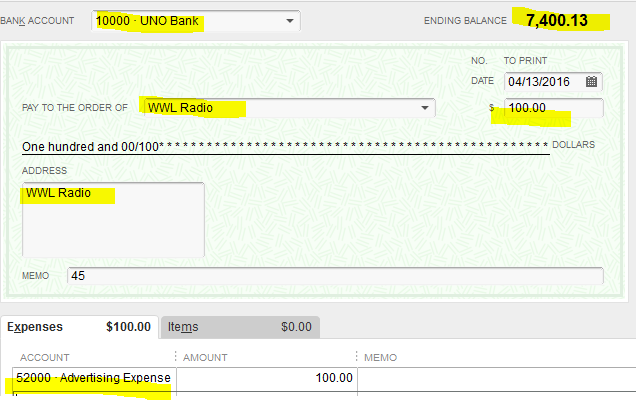 BANK ACCOUNT 10000 · UNO Bank ENDING BALANCE 7,400.13
NO. TO PRINT
DATE 04/13/2016
PAY TO THE ORDER OF WWL Radio $ 100.00
One hundred and 00/100* * * * * * * * * * * * * * * * * * * * * * * * * * * * * * * * * * * * * * * * * * * * * * * * * * DOLLARS
ADDRESS
WWL Radio
MEMO 45
Expenses $100.00 Items $0.00
ACCOUNT AMOUNT MEMO
52000 · Advertising Expense 100.00